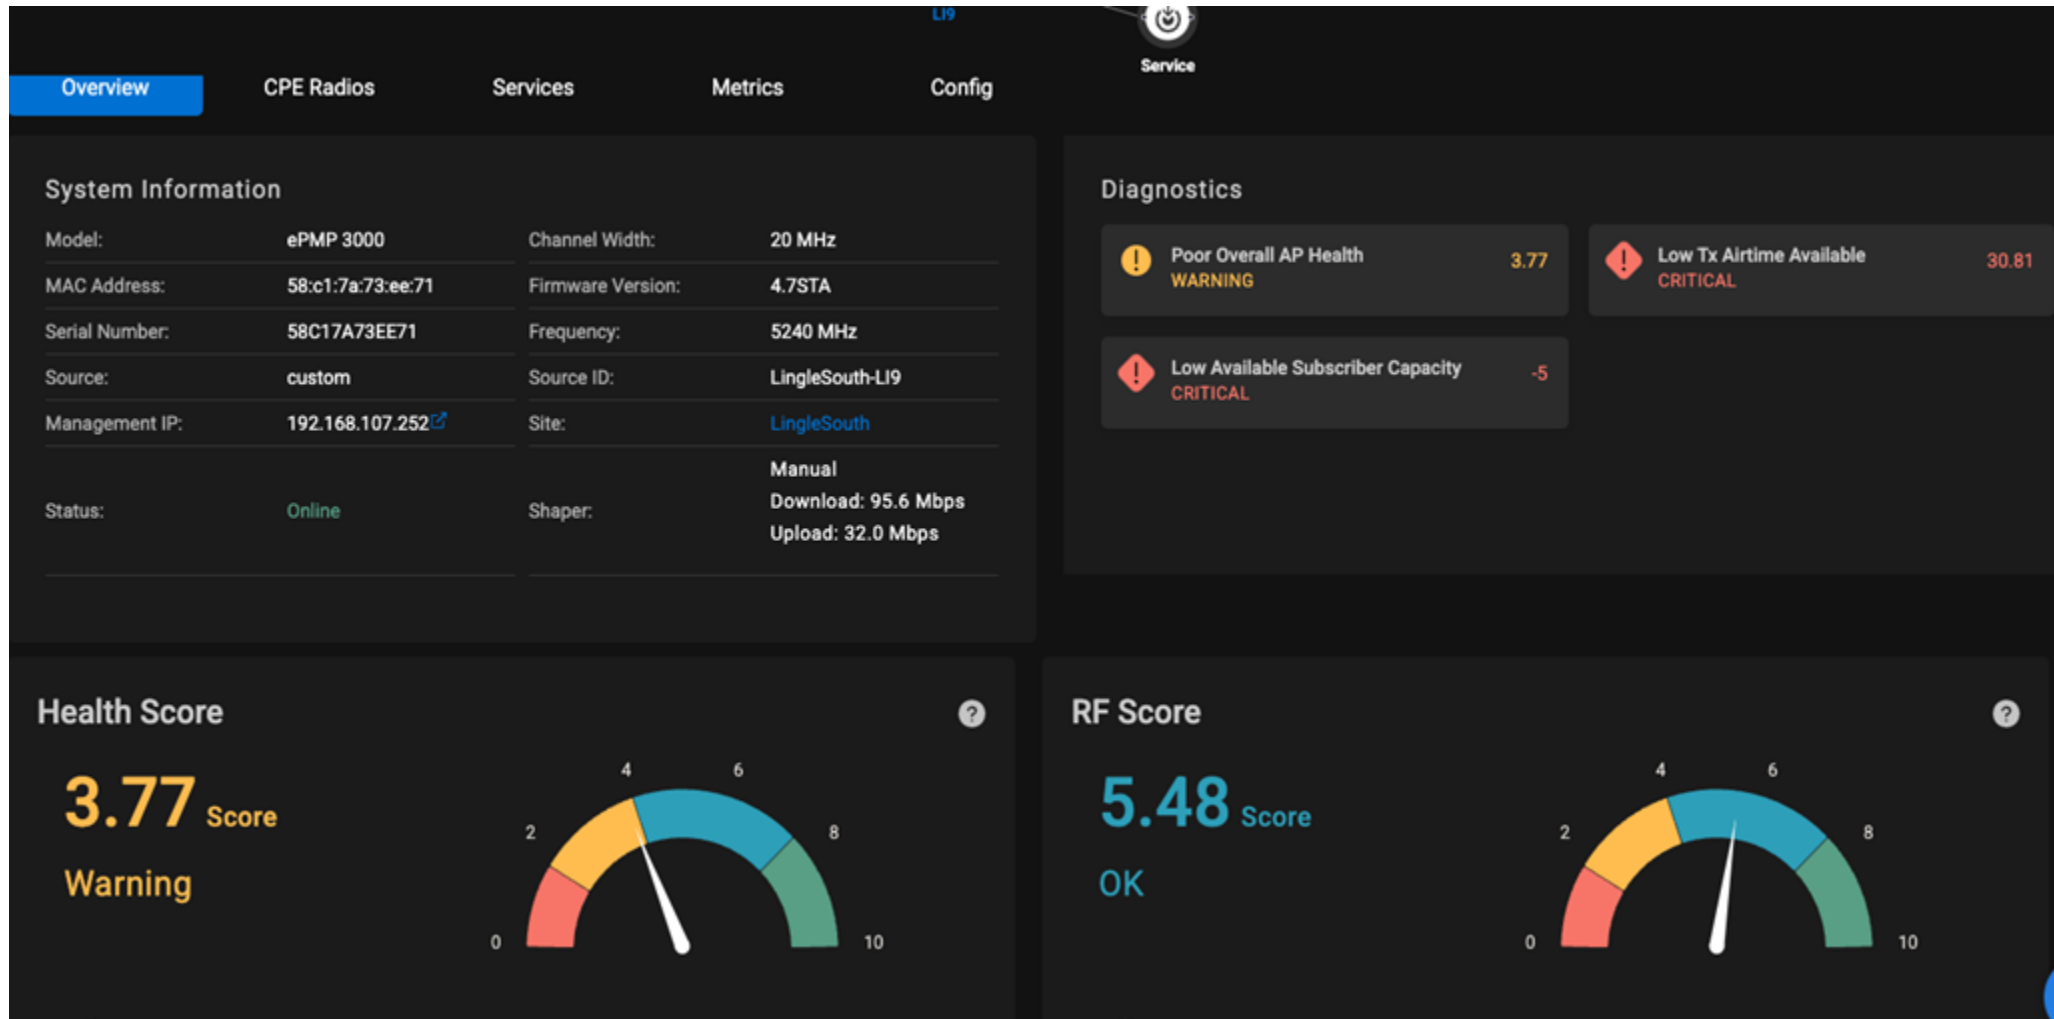 LI9
Service
Overview CPE Radios Services Metrics Config
System Information
Model: ePMP 3000 Channel Width: 20 MHz
MAC Address: 58:c1:7a:73:ee:71 Firmware Version: 4.7STA
Serial Number: 58C17A73EE71 Frequency: 5240 MHz
Source: custom Source ID: LingleSouth-LI9
Management IP: 192.168.107.252 Site: LingleSouth
Status: Online Shaper: Manual
Download: 95.6 Mbps
Upload: 32.0 Mbps
Diagnostics
Poor Overall AP Health 3.77
WARNING
Low Tx Airtime Available 30.81
CRITICAL
Low Available Subscriber Capacity -5
CRITICAL
Health Score ?
3.77 Score
Warning
0 2 4 6 8 10
RF Score ?
5.48 Score
OK
0 2 4 6 8 10